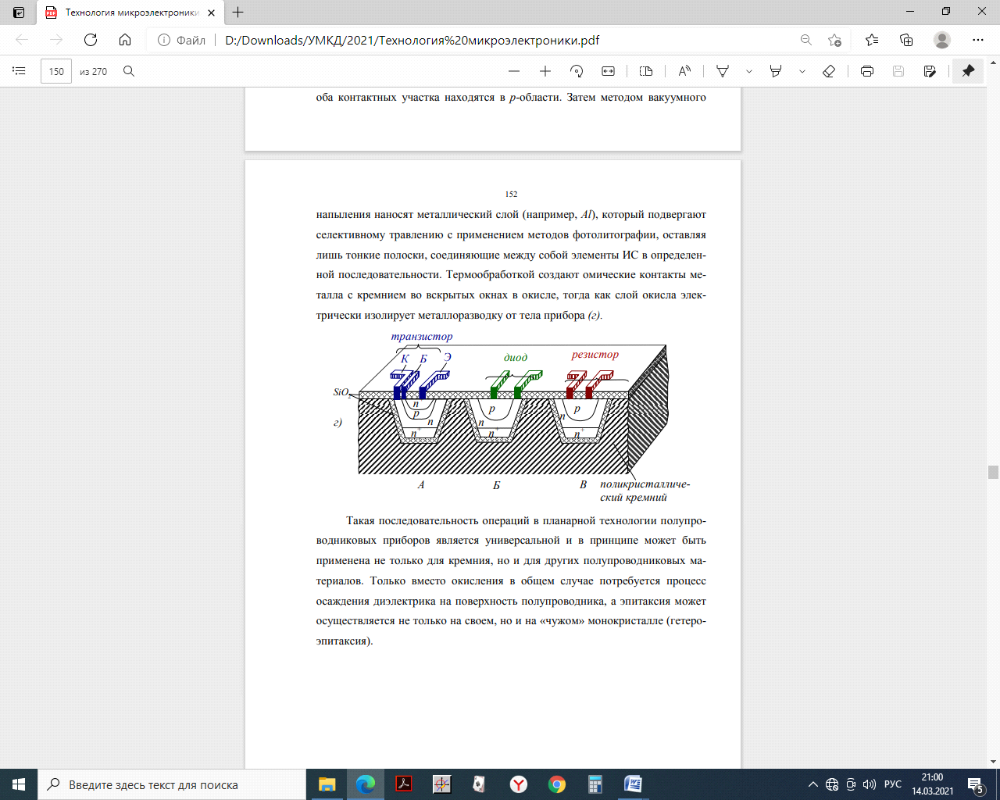 Технология микроэлектроники
Файл
D:/Downloads/УМКД/2021/Технология%20микроэлектроники.pdf
150 из 270
оба контактных участка находятся в p-области. Затем методом вакуумного
152
напыления наносят металлический слой (например, Al), который подвергают
селективному травлению с применением методов фотолитографии, оставляя
лишь тонкие полоски, соединяющие между собой элементы ИС в определен-
ной последовательности. Термообработкой создают омические контакты ме-
талла с кремнием во вскрытых окнах в окисле, тогда как слой окисла элек-
трически изолирует металлоразводку от тела прибора (г).
транзистор
К Б Э
диод
резистор
SiO2
n
p
n
n+
p
n
n+
p
n
n+
г)
А Б В
поликристалличе-
ский кремний
Такая последовательность операций в планарной технологии полупро-
водниковых приборов является универсальной и в принципе может быть
применена не только для кремния, но и для других полупроводниковых ма-
териалов. Только вместо окисления в общем случае потребуется процесс
осаждения диэлектрика на поверхность полупроводника, а эпитаксия может
осуществляется не только на своем, но и на «чужом» монокристалле (гетеро-
эпитаксия).
Введите здесь текст для поиска
РУС
21:00
14.03.2021
5